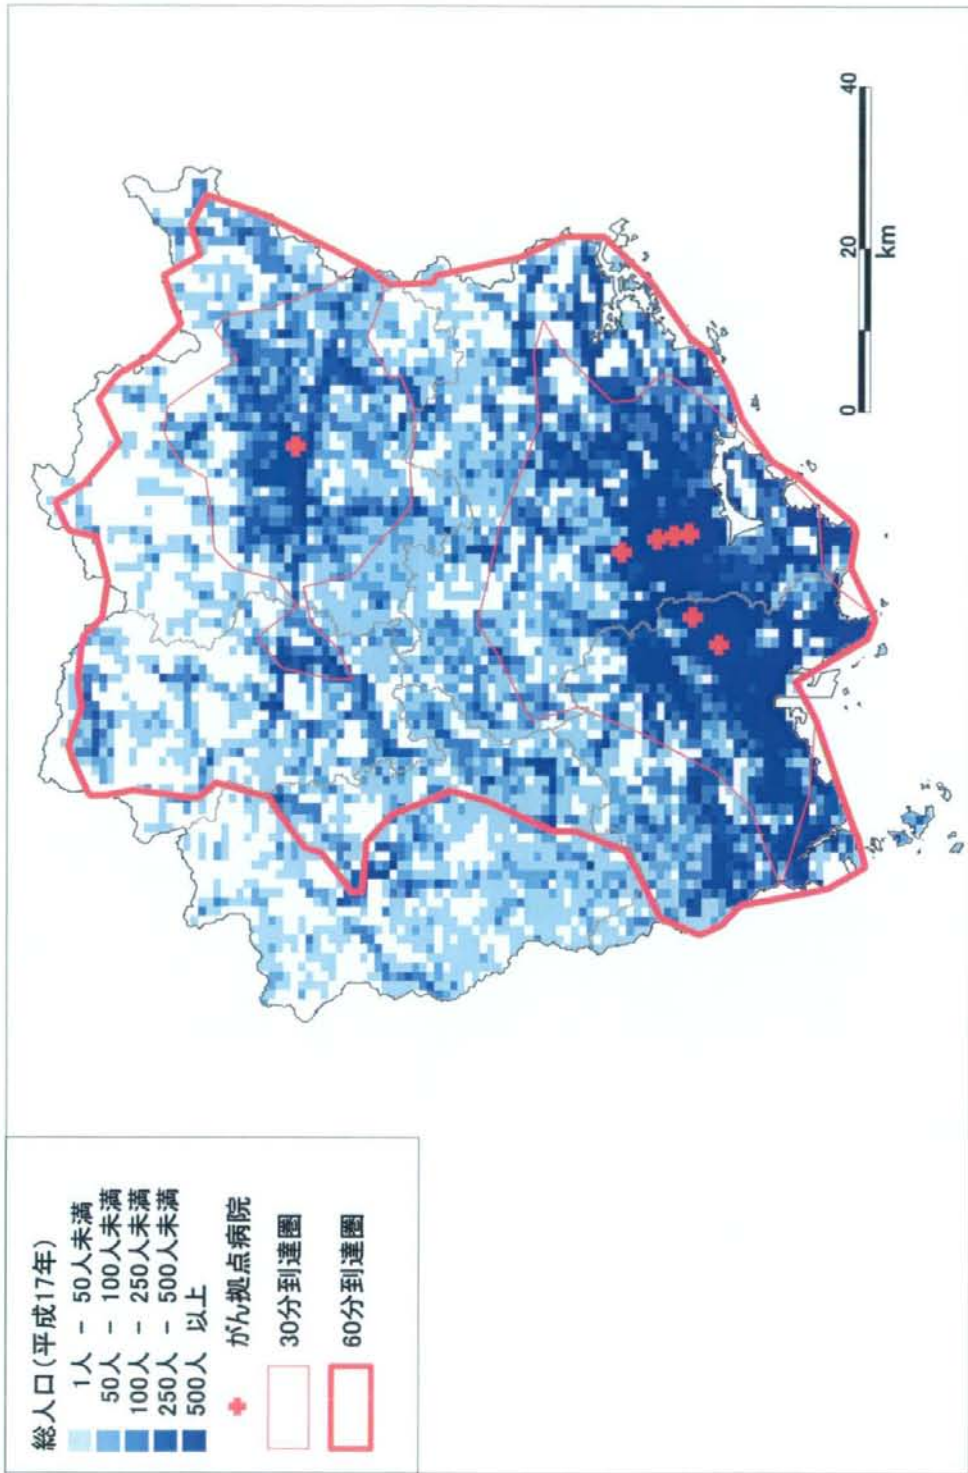 総人口(平成17年)
1人 - 50人未満
50人 - 100人未満
100人 - 250人未満
250人 - 500人未満
500人 以上
がん拠点病院
30分到達圏
60分到達圏
0 20 40
km